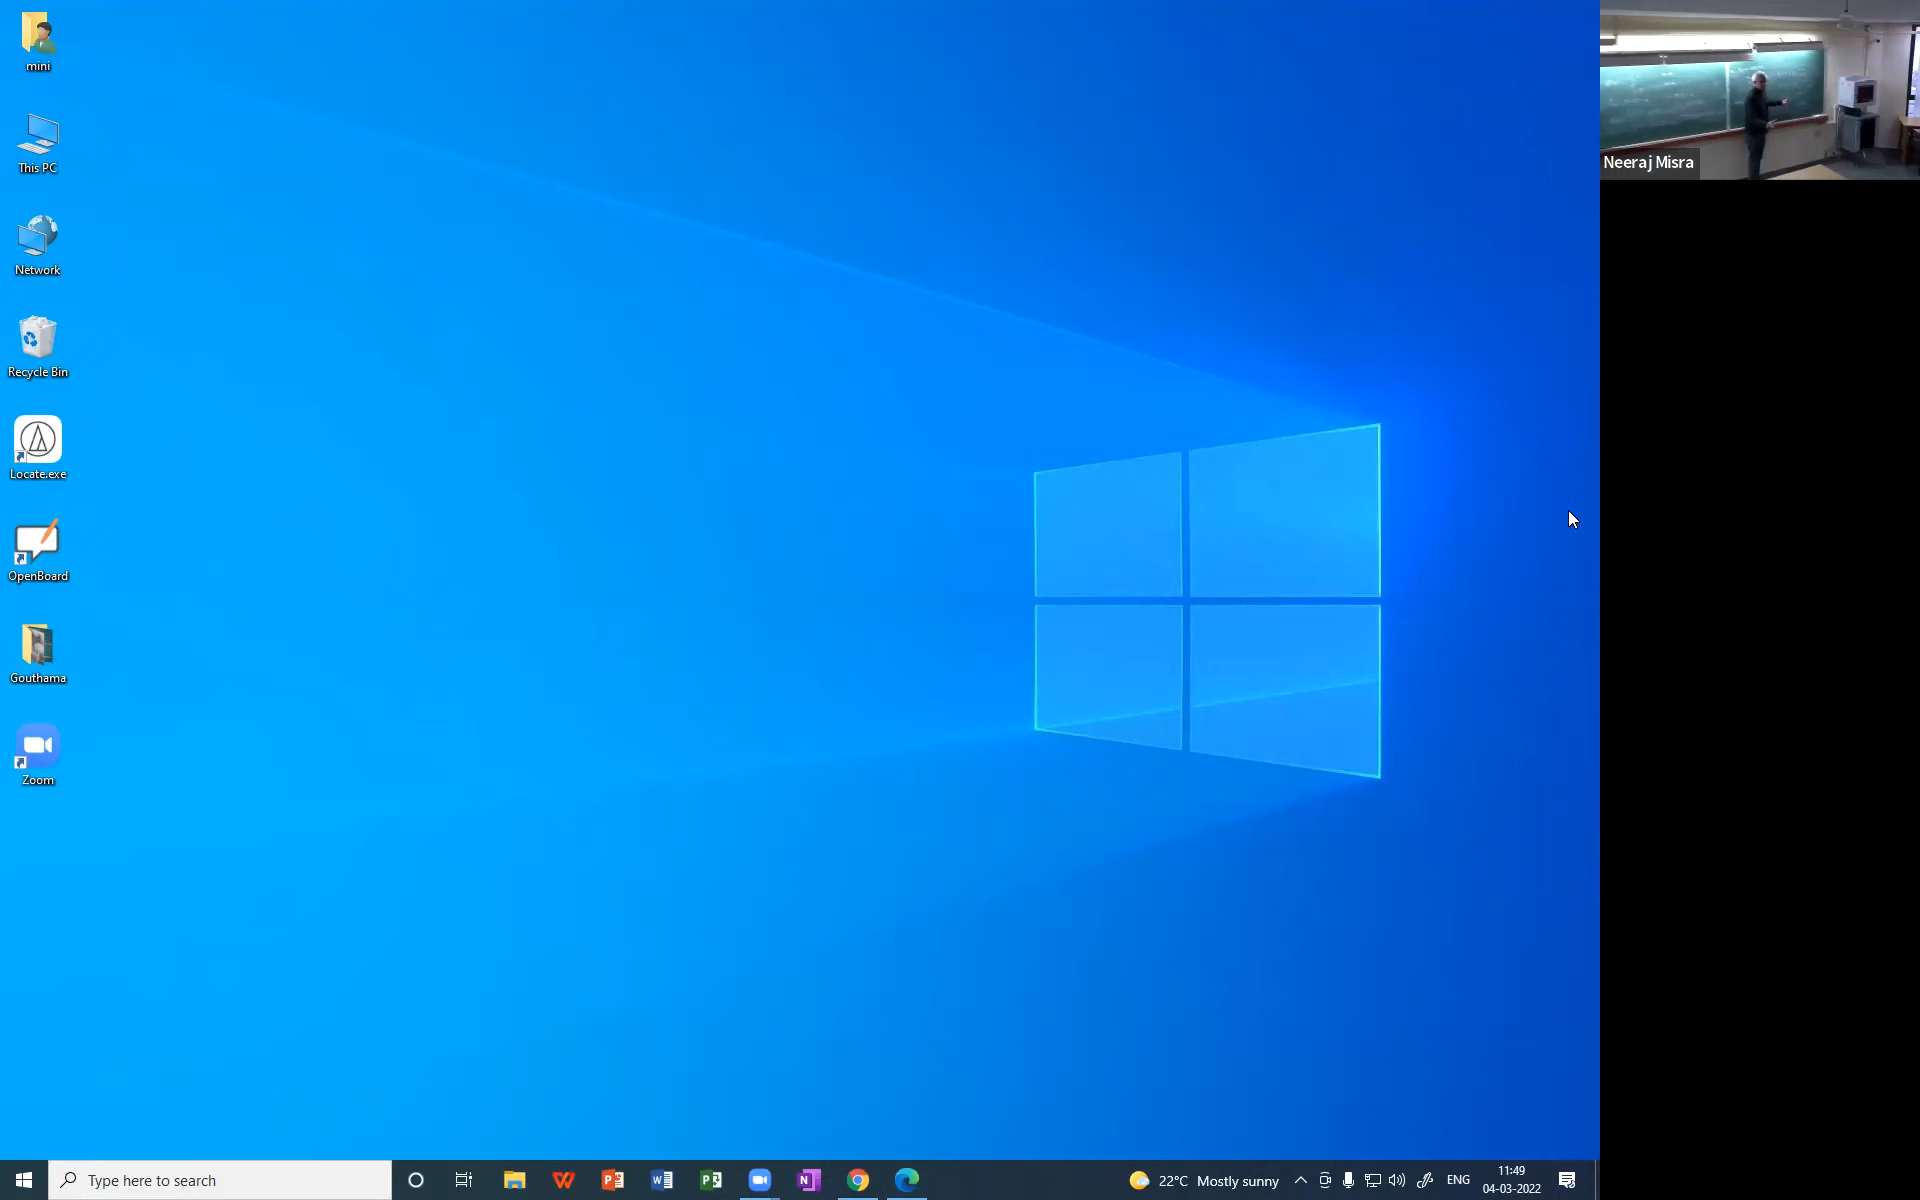 mini
This PC
Network
Recycle Bin
Locate.exe
OpenBoard
Gouthama
Zoom
Neeraj Misra
Type here to search
22°C Mostly sunny
ENG
11:49
04-03-2022